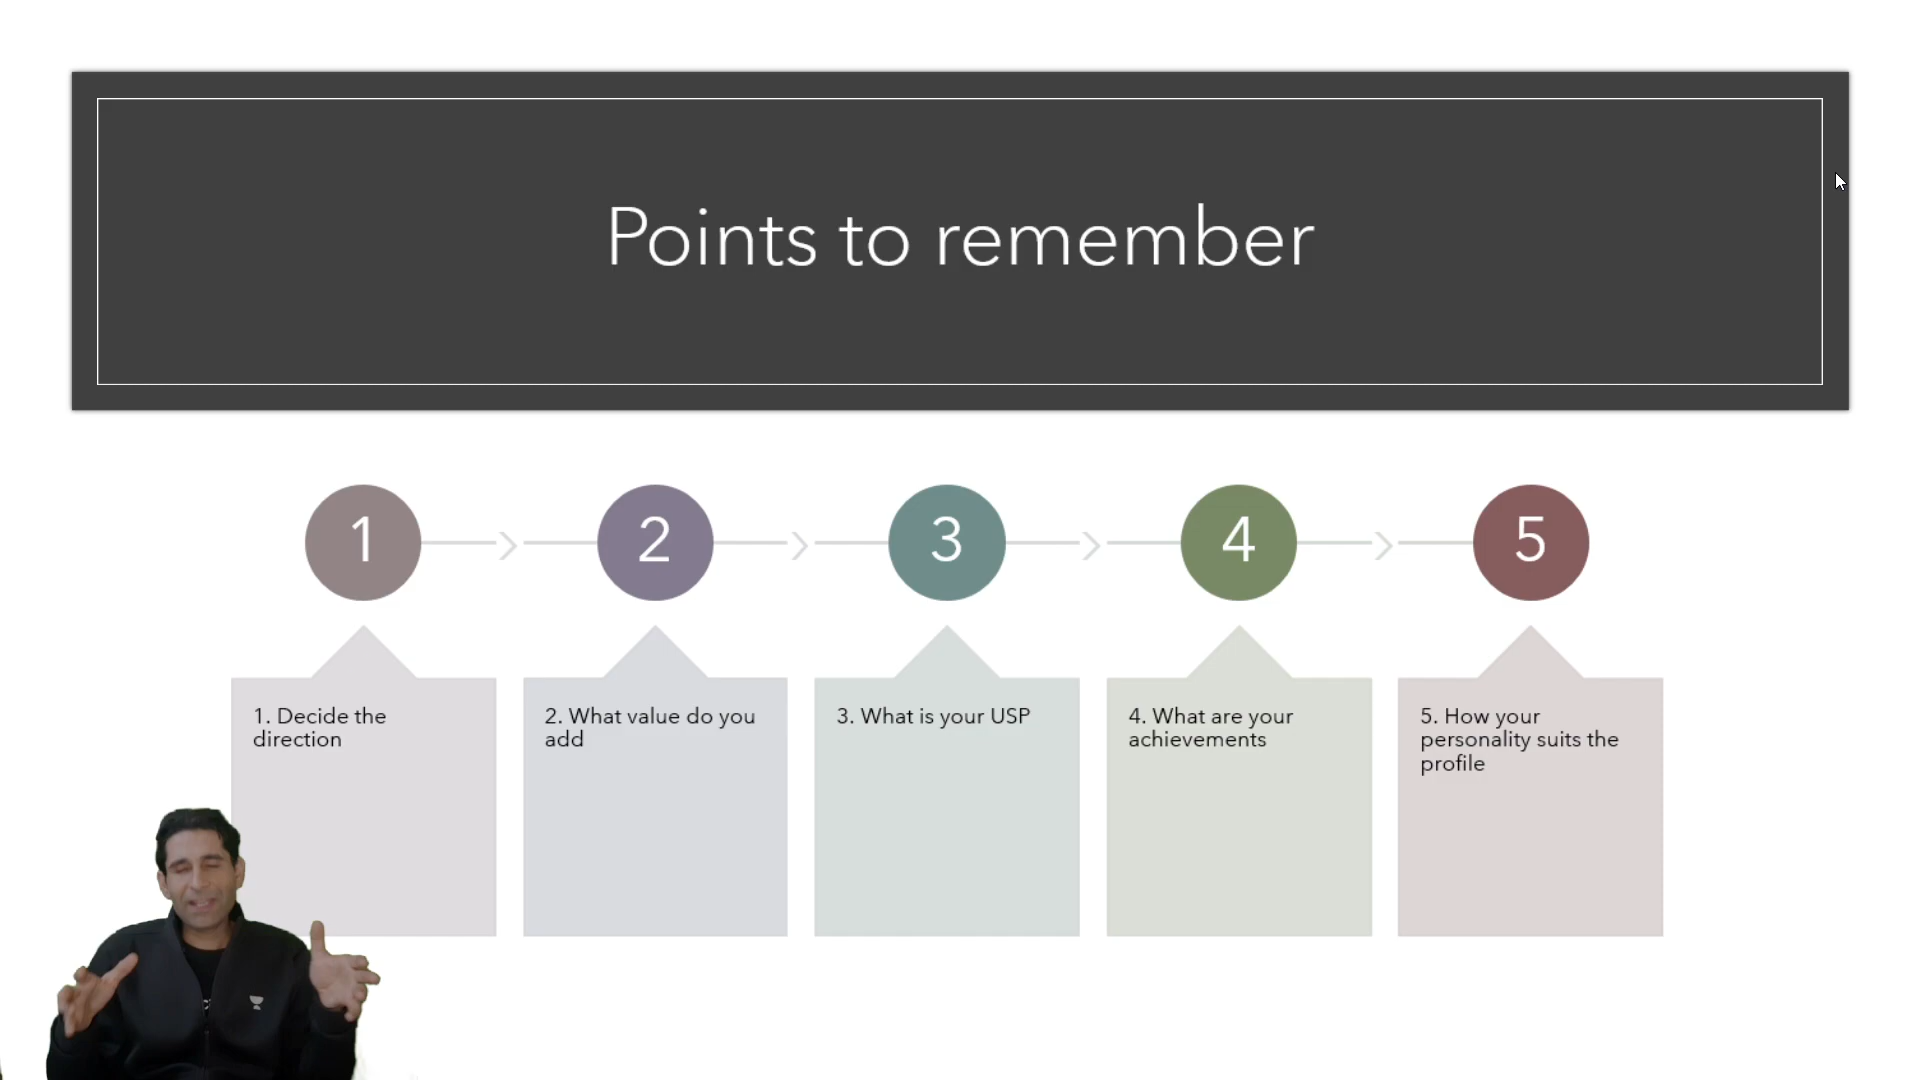 Points to remember
1
2
3
4
5
1. Decide the
direction
2. What value do you
add
3. What is your USP
4. What are your
achievements
5. How your
personality suits the
profile